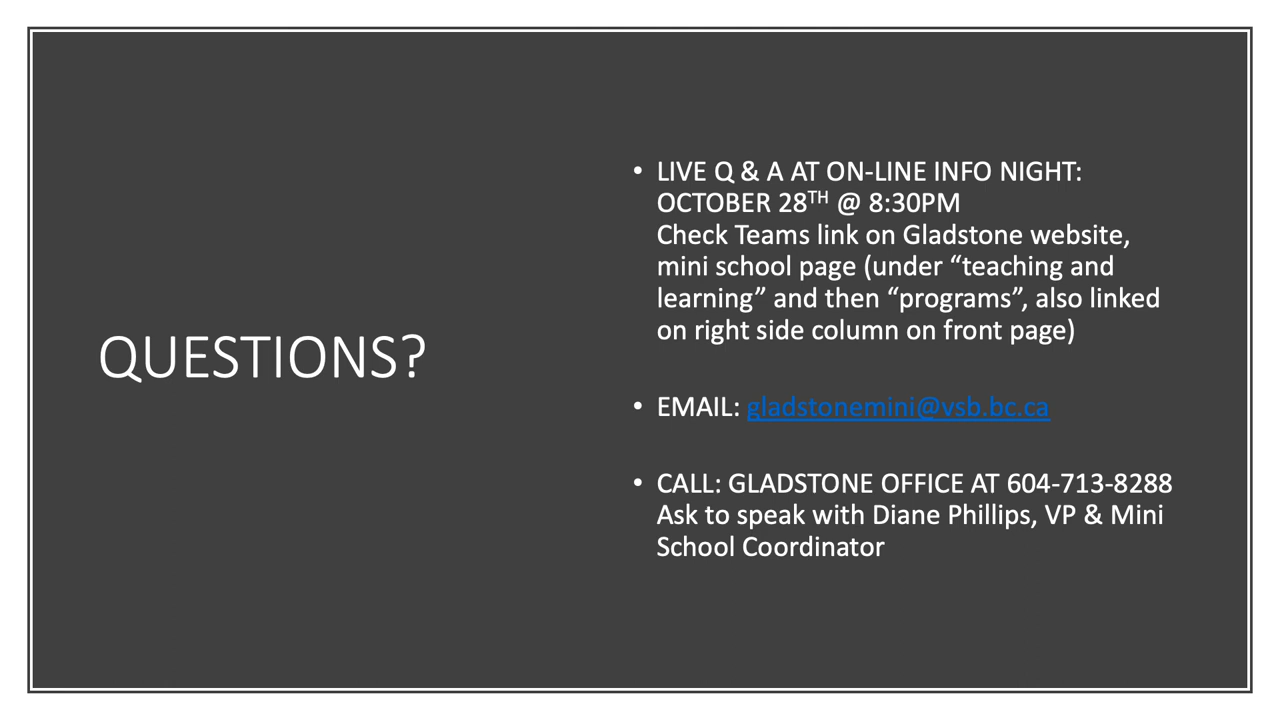 QUESTIONS?
• LIVE Q & A AT ON-LINE INFO NIGHT:
OCTOBER 28TH @ 8:30PM
Check Teams link on Gladstone website,
mini school page (under “teaching and
learning” and then “programs”, also linked
on right side column on front page)
• EMAIL: gladstonemini@vsb.bc.ca
• CALL: GLADSTONE OFFICE AT 604-713-8288
Ask to speak with Diane Phillips, VP & Mini
School Coordinator